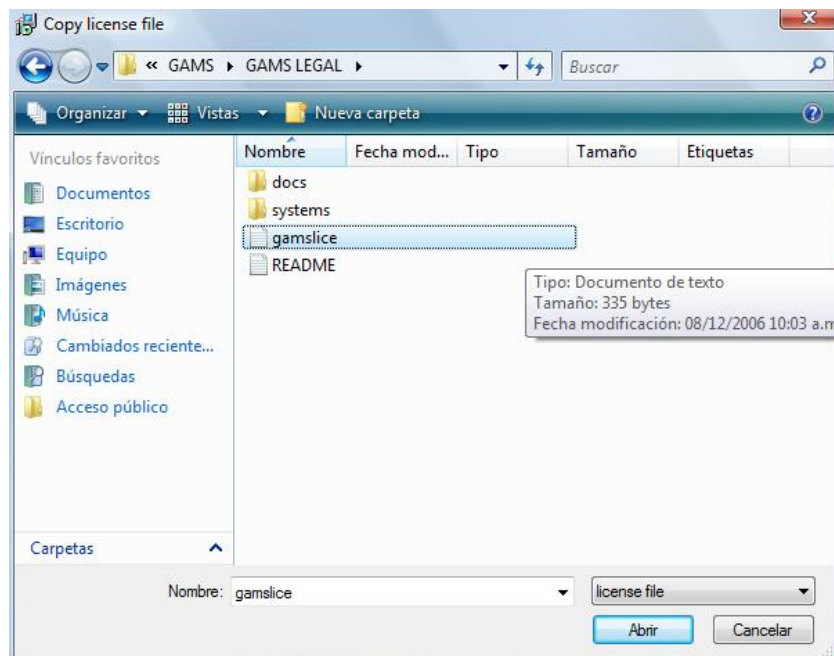 Copy license file
« GAMS GAMS LEGAL Buscar
Organizar Vistas Nueva carpeta
Vínculos favoritos
Documentos
Escritorio
Equipo
Imágenes
Música
Cambiados reciente...
Búsquedas
Acceso público
Carpetas
Nombre Fecha mod... Tipo Tamaño Etiquetas
docs
systems
gamslice
README
Tipo: Documento de texto
Tamaño: 335 bytes
Fecha modificación: 08/12/2006 10:03 a.m
Nombre: gamslice license file
Abrir Cancelar